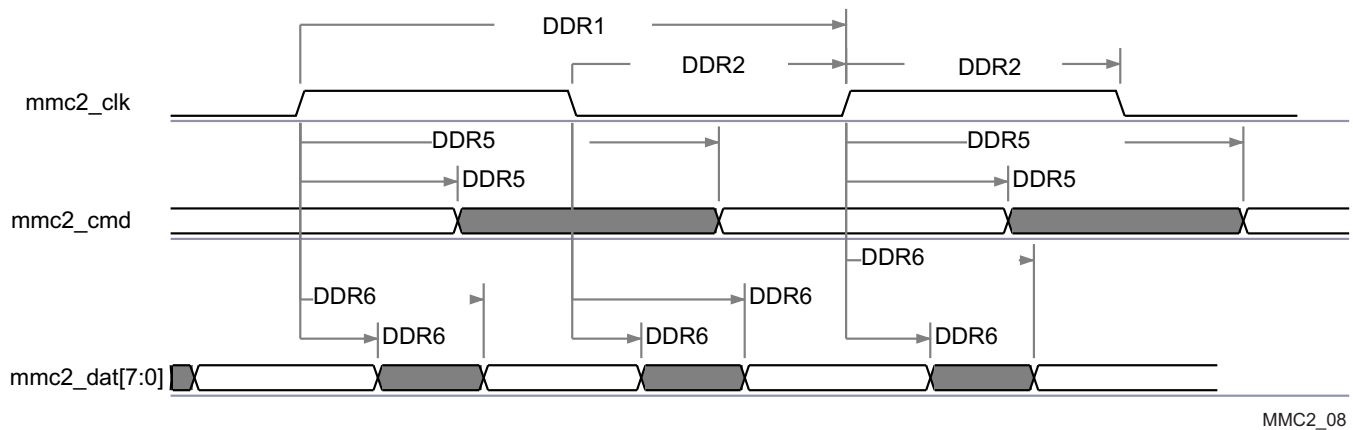 DDR1
DDR2 DDR2
mmc2_clk
DDR5 DDR5
DDR5 DDR5
mmc2_cmd
DDR6
DDR6 DDR6
DDR6 DDR6 DDR6
mmc2_dat[7:0]
MMC2_08